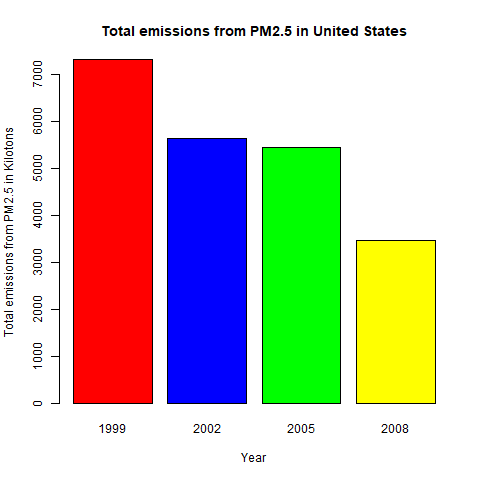 Total emissions from PM2.5 in United States
Total emissions from PM2.5 in Kilotons
7000
6000
5000
4000
3000
2000
1000
0
1999 2002 2005 2008
Year